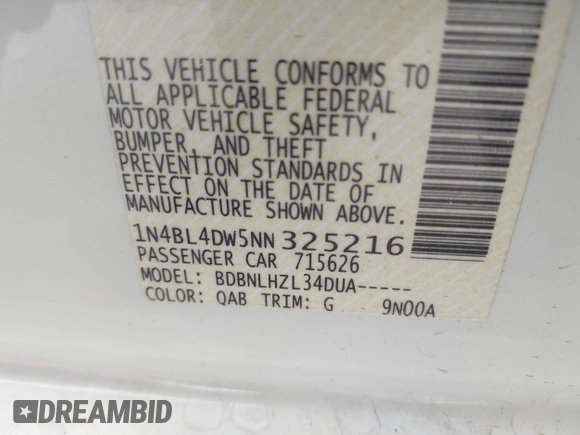 THIS VEHICLE CONFORMS TO
ALL APPLICABLE FEDERAL
MOTOR VEHICLE SAFETY,
BUMPER, AND THEFT
PREVENTION STANDARDS IN
EFFECT ON THE DATE OF
MANUFACTURE SHOWN ABOVE.
1N4BL4DW5NN325216
PASSENGER CAR 715626
MODEL: BDBNLHZL34DUA-----
COLOR: QAB TRIM: G 9N00A
DREAMBID